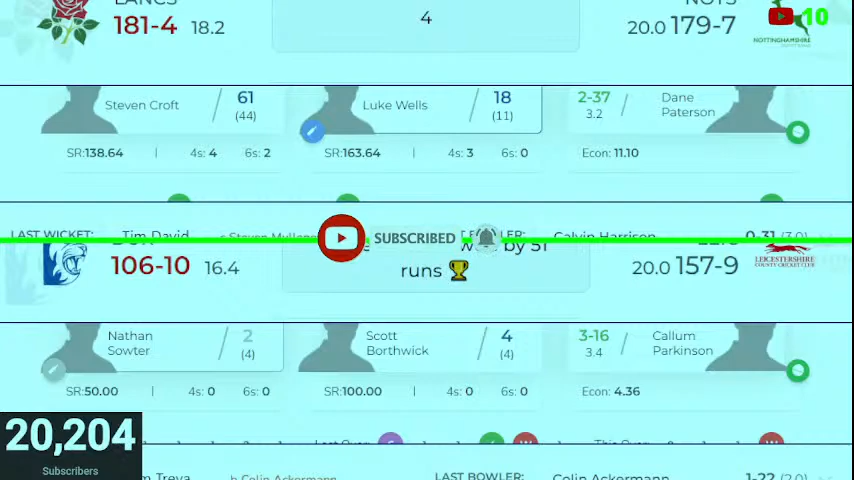 181-4 18.2 4 20.0 179-7 10
NOTTINGHAMSHIRE
Steven Croft 61 (44) Luke Wells 18 (11) 2-37 3.2 Dane Paterson
SR:138.64 4s: 4 6s: 2 SR:163.64 4s: 3 6s: 0 Econ: 11.10
LAST WICKET: Tim David Calvin Harrison 0-31 (3.0)
SUBSCRIBED
by 51
106-10 16.4 runs 🏆 20.0 157-9 LEICESTERSHIRE
COUNTY CRICKET CLUB
Nathan Sowter 2 (4) Scott Borthwick 4 (4) 3-16 3.4 Callum Parkinson
SR:50.00 4s: 0 6s: 0 SR:100.00 4s: 0 6s: 0 Econ: 4.36
20,204
Subscribers
b Colin Ackermann LAST BOWLER: Colin Ackermann 1-22 (2.0)